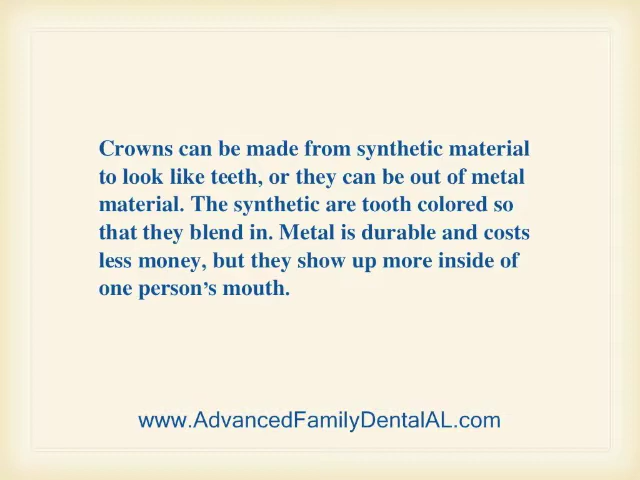 Crowns can be made from synthetic material
to look like teeth, or they can be out of metal
material. The synthetic are tooth colored so
that they blend in. Metal is durable and costs
less money, but they show up more inside of
one person’s mouth.
www.AdvancedFamilyDentalAL.com